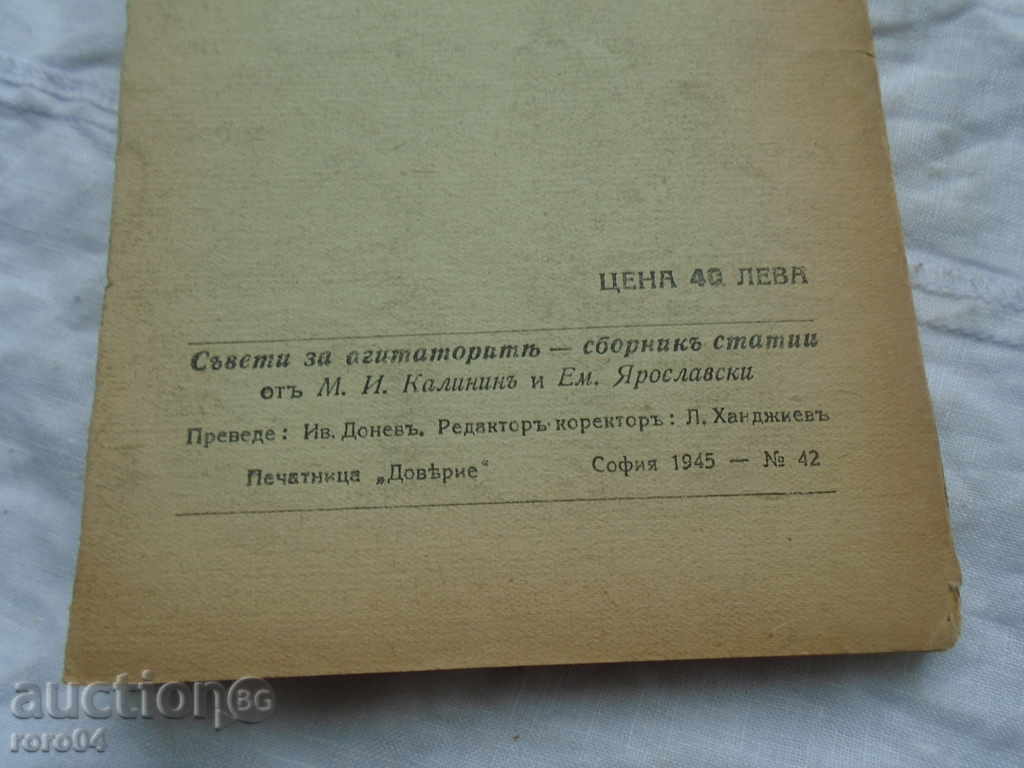 ЦЕНА 40 ЛЕВА
Съвети за агитаторитѣ — сборникъ статии
отъ М. И. Калининъ и Ем. Ярославски
Преведе: Ив. Доневъ. Редакторъ-коректоръ: Л. Ханджиевъ
Печатница „Довѣрие“ София 1945 — № 42
auction BG
roro04